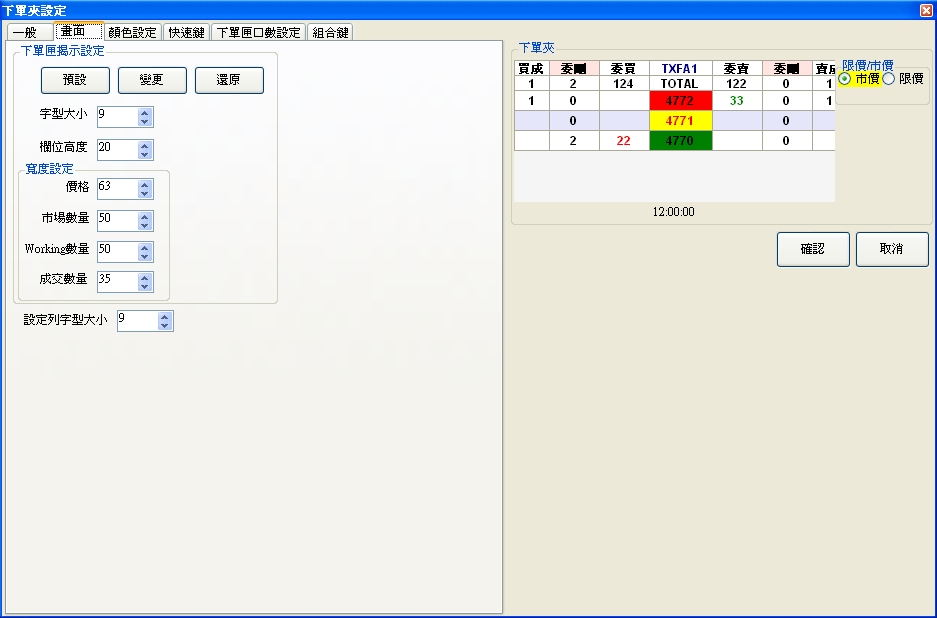 下單夾設定
一般 畫面 顏色設定 快速鍵 下單匣口數設定 組合鍵
下單匣揭示設定
預設 變更 還原
字型大小 9
欄位高度 20
寬度設定
價格 63
市場數量 50
Working數量 50
成交數量 35
設定列字型大小 9
下單夾
買成 委刪 委買 TXFA1 委賣 委刪 賣成
1 2 124 TOTAL 122 0 1
1 0 4772 33 0 1
0 4771 0
2 22 4770 0
12:00:00
限價/市價
市價 限價
確認 取消